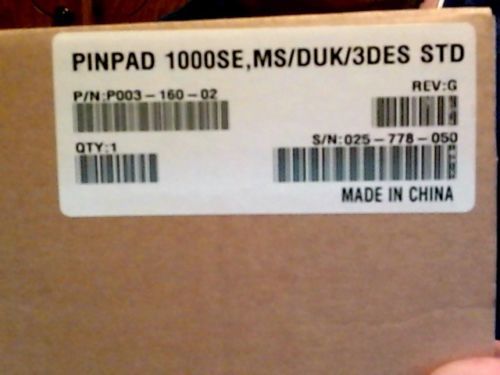 PINPAD 1000SE,MS/DUK/3DES STD
P/N:P003-160-02
REV:G
QTY:1
S/N:025-778-050
MADE IN CHINA